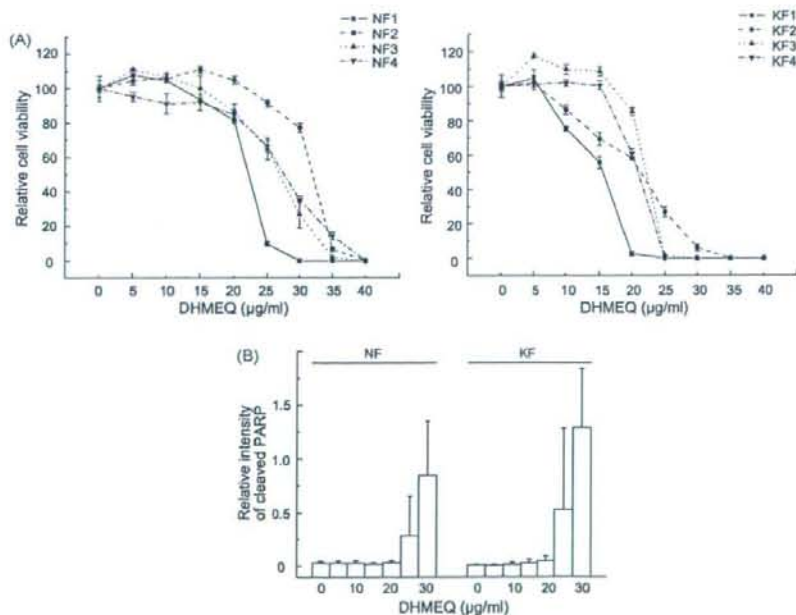 (A)
NF1
NF2
NF3
NF4
Relative cell viability
120
100
80
60
40
20
0
0 5 10 15 20 25 30 35 40
DHMEQ (µg/ml)
KF1
KF2
KF3
KF4
Relative cell viability
120
100
80
60
40
20
0
0 5 10 15 20 25 30 35 40
DHMEQ (µg/ml)
(B)
NF KF
Relative intensity
of cleaved PARP
1.5
1.0
0.5
0
0 10 20 30 0 10 20 30
DHMEQ (µg/ml)